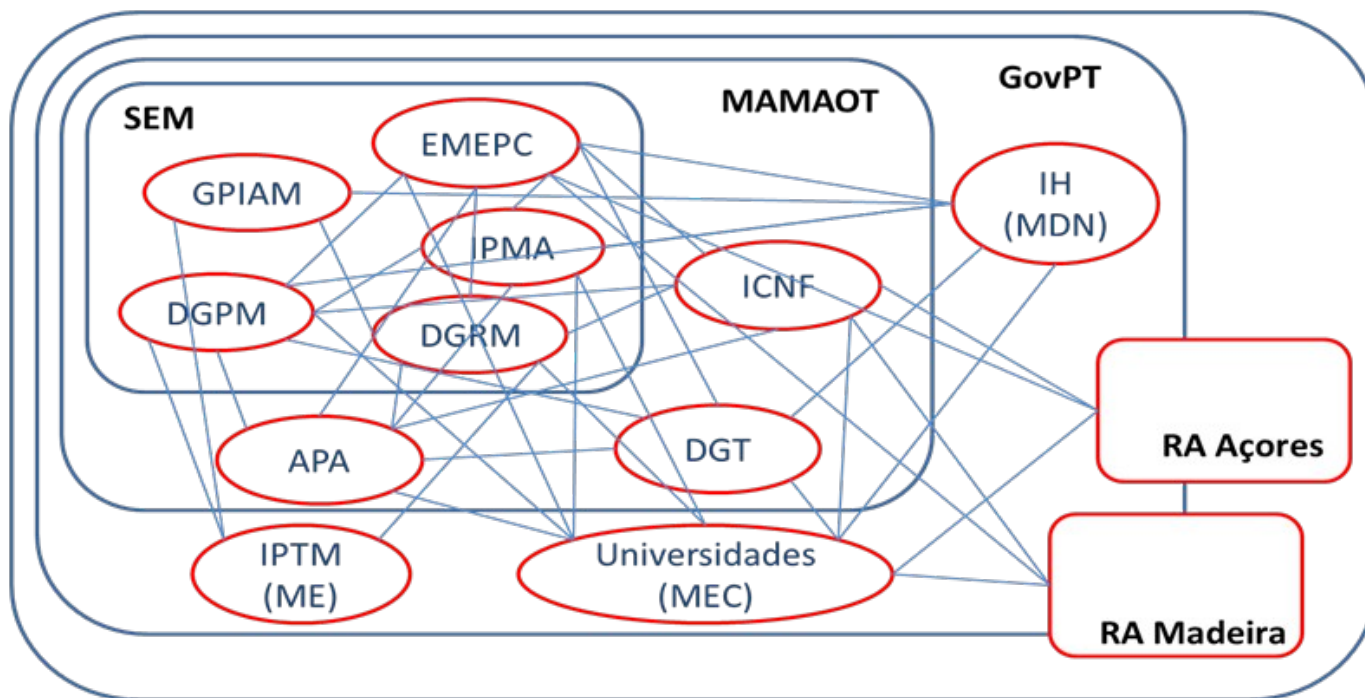 GovPT
MAMAOT
SEM
EMEPC
GPIAM
IH
(MDN)
IPMA
ICNF
DGPM
DGRM
RA Açores
APA
DGT
IPTM
(ME)
Universidades
(MEC)
RA Madeira